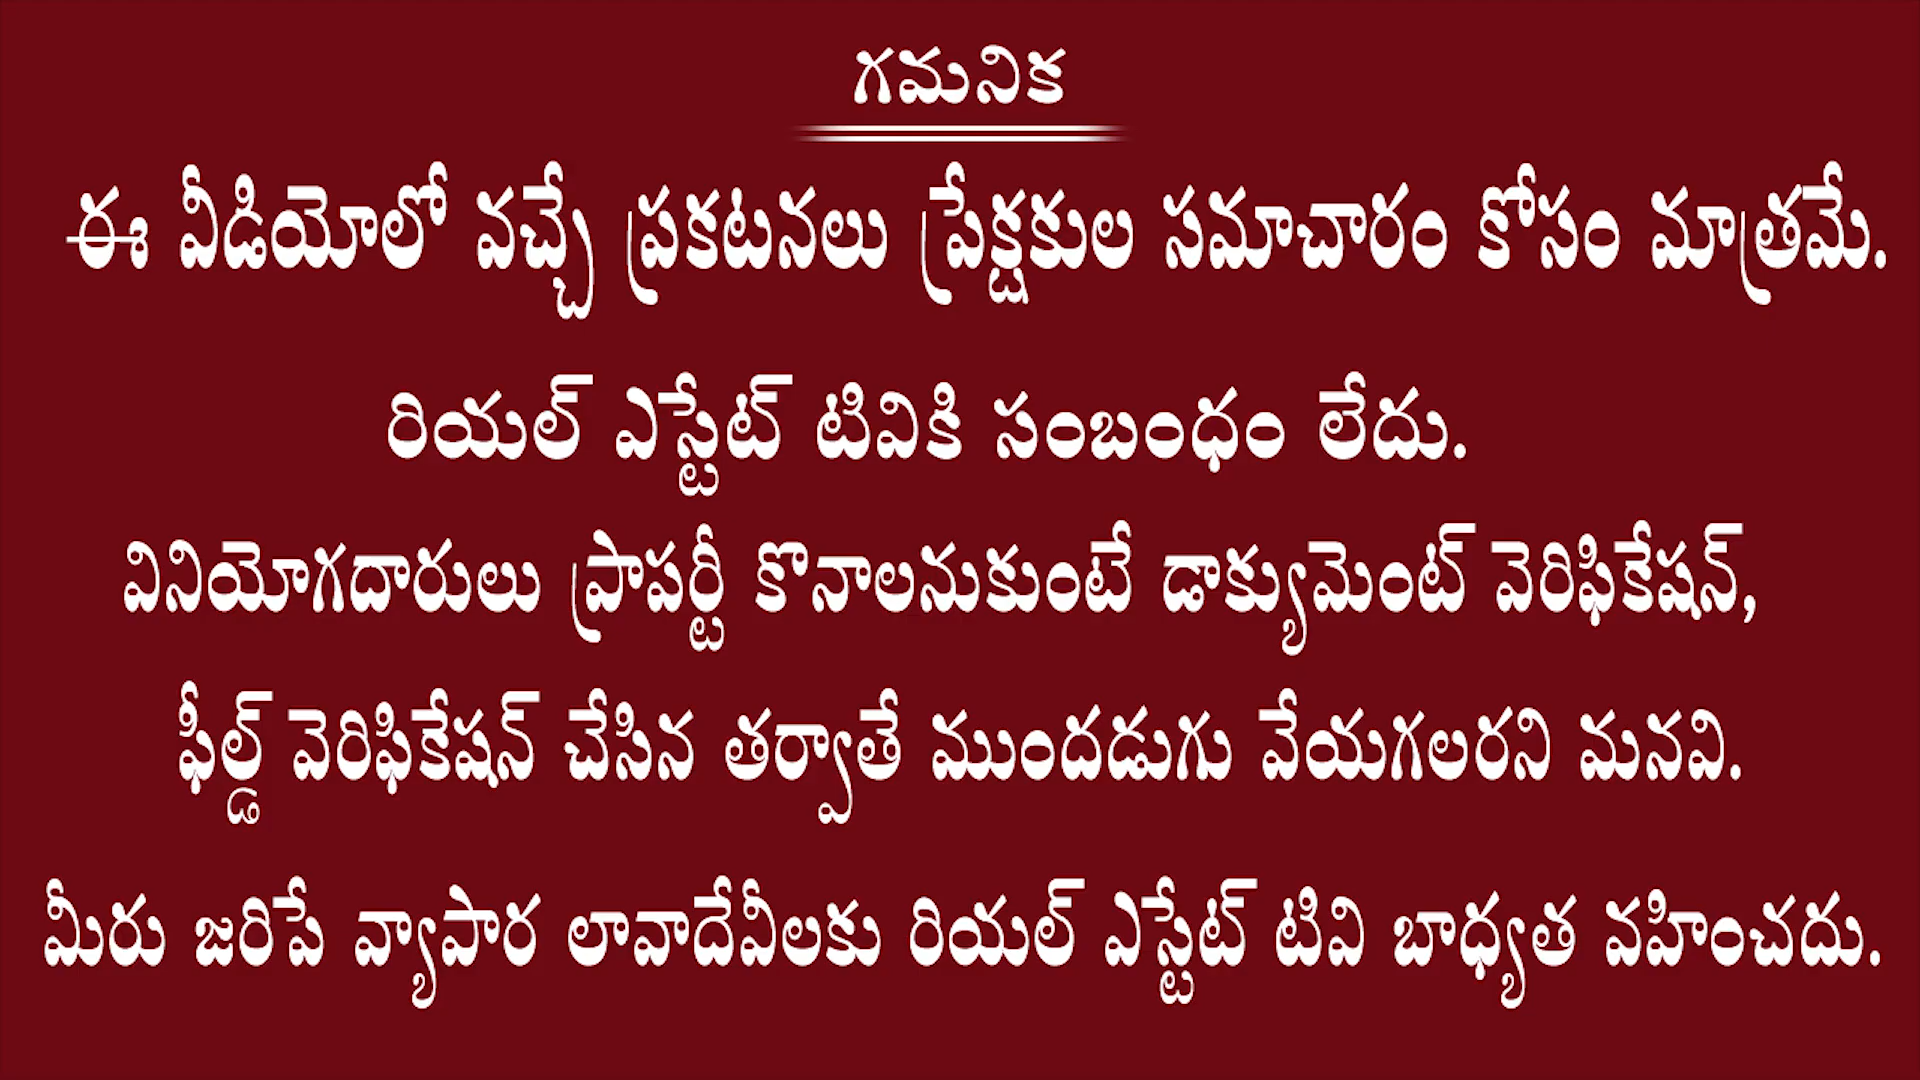 గమనిక
ఈ వీడియోలో వచ్చే ప్రకటనలు ప్రేక్షకుల సమాచారం కోసం మాత్రమే.
రియల్ ఎస్టేట్ టివికి సంబంధం లేదు.
వినియోగదారులు ప్రాపర్టీ కొనాలనుకుంటే డాక్యుమెంట్ వెరిఫికేషన్,
ఫీల్డ్ వెరిఫికేషన్ చేసిన తర్వాతే ముందడుగు వేయగలరని మనవి.
మీరు జరిపే వ్యాపార లావాదేవీలకు రియల్ ఎస్టేట్ టివి బాధ్యత వహించదు.